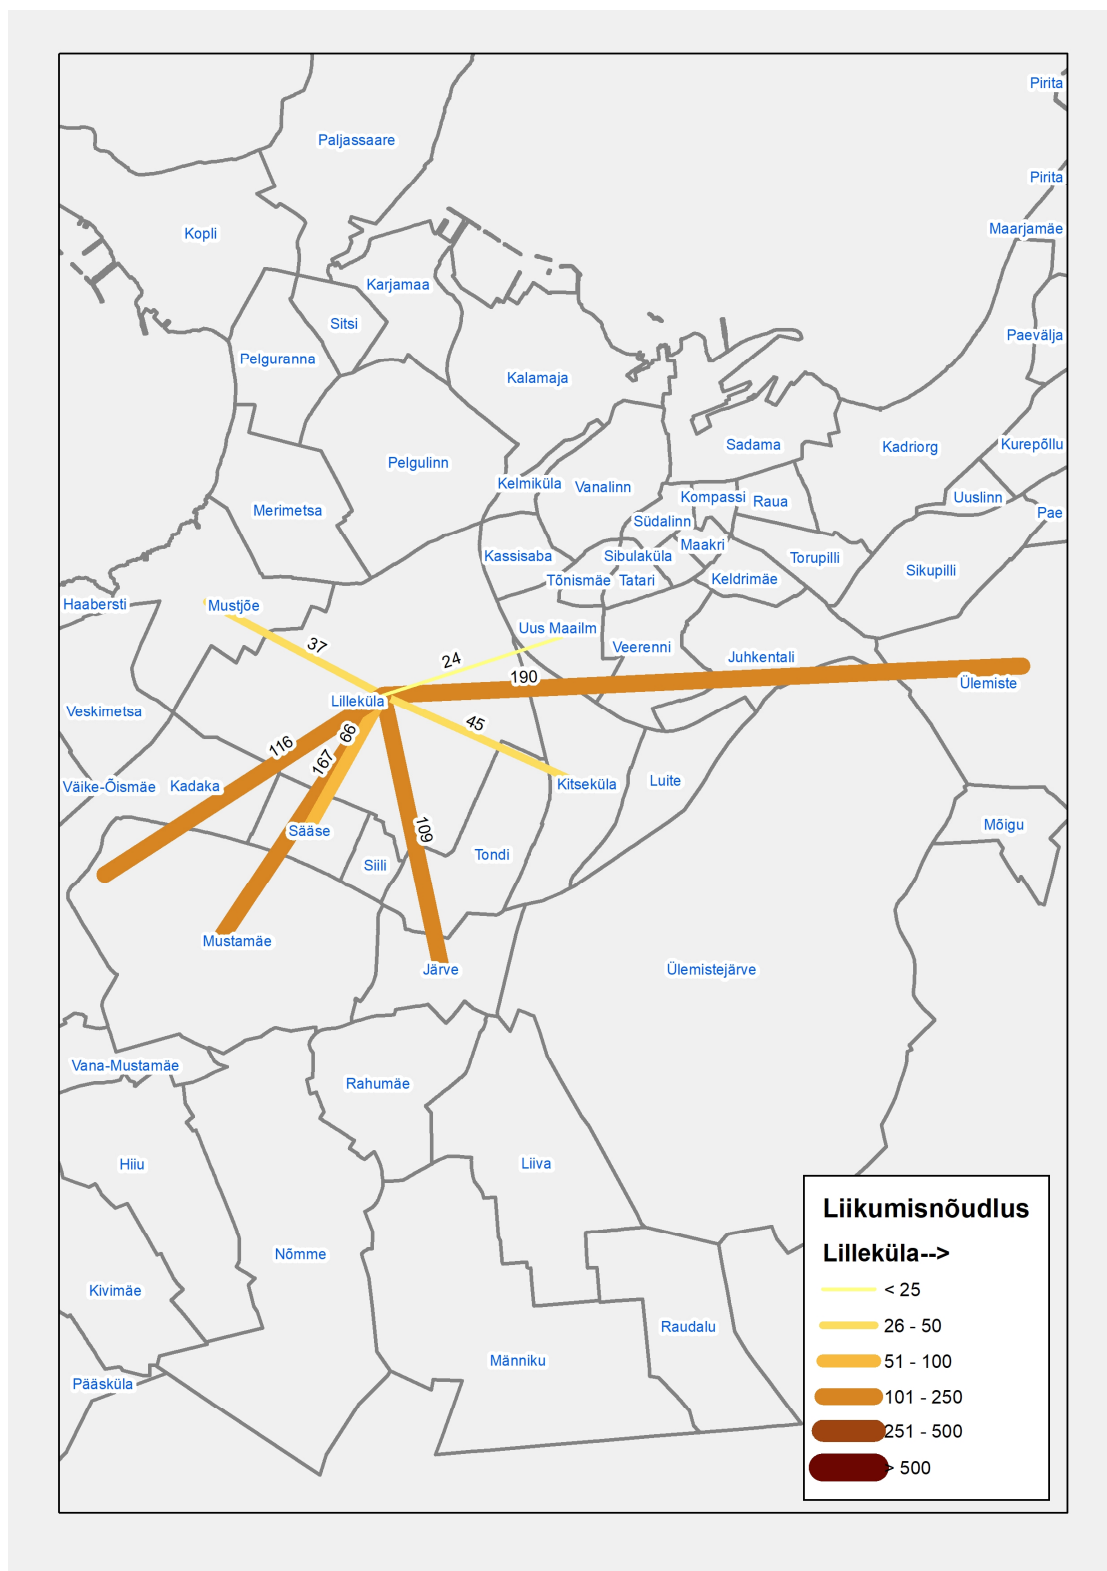 Pirita
Paljassaare
Pirita
Maarjamäe
Kopli
Karjamaa
Sitsi
Paevälja
Pelguranna
Kalamaja
Sadama
Kadriorg
Kurepõllu
Pelgulinn
Kelmiküla
Vanalinn
Kompassi
Raua
Uuslinn
Merimetsa
Pae
Südalinn
Maakri
Kassisaba
Sibulaküla
Torupilli
Sikupilli
Tõnismäe
Tatari
Keldrimäe
Haabersti
Mustjõe
Uus Maailm
37
Veerenni
24
Juhkentali
190
Ülemiste
Lilleküla
Veskimetsa
45
66
116
167
Väike-Õismäe
Kadaka
Kitseküla
Luite
Sääse
109
Mõigu
Siili
Tondi
Mustamäe
Järve
Ülemistejärve
Vana-Mustamäe
Rahumäe
Hiiu
Liiva
Nõmme
Kivimäe
Raudalu
Männiku
Pääsküla
Liikumisnõudlus
Lilleküla-->
< 25
26 - 50
51 - 100
101 - 250
251 - 500
> 500